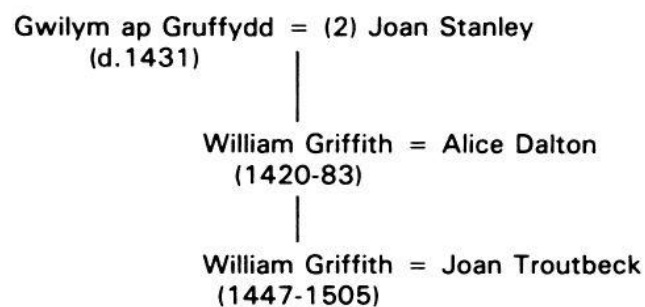 Gwilym ap Gruffydd = (2) Joan Stanley
(d.1431)
William Griffith = Alice Dalton
(1420-83)
William Griffith = Joan Troutbeck
(1447-1505)